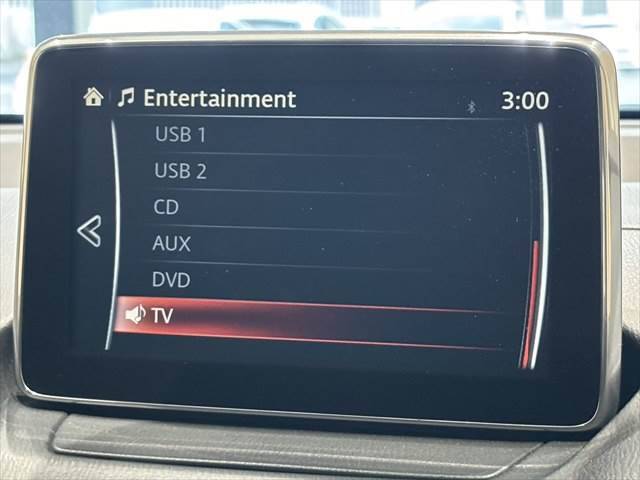 Entertainment 3:00
USB 1
USB 2
CD
AUX
DVD
TV